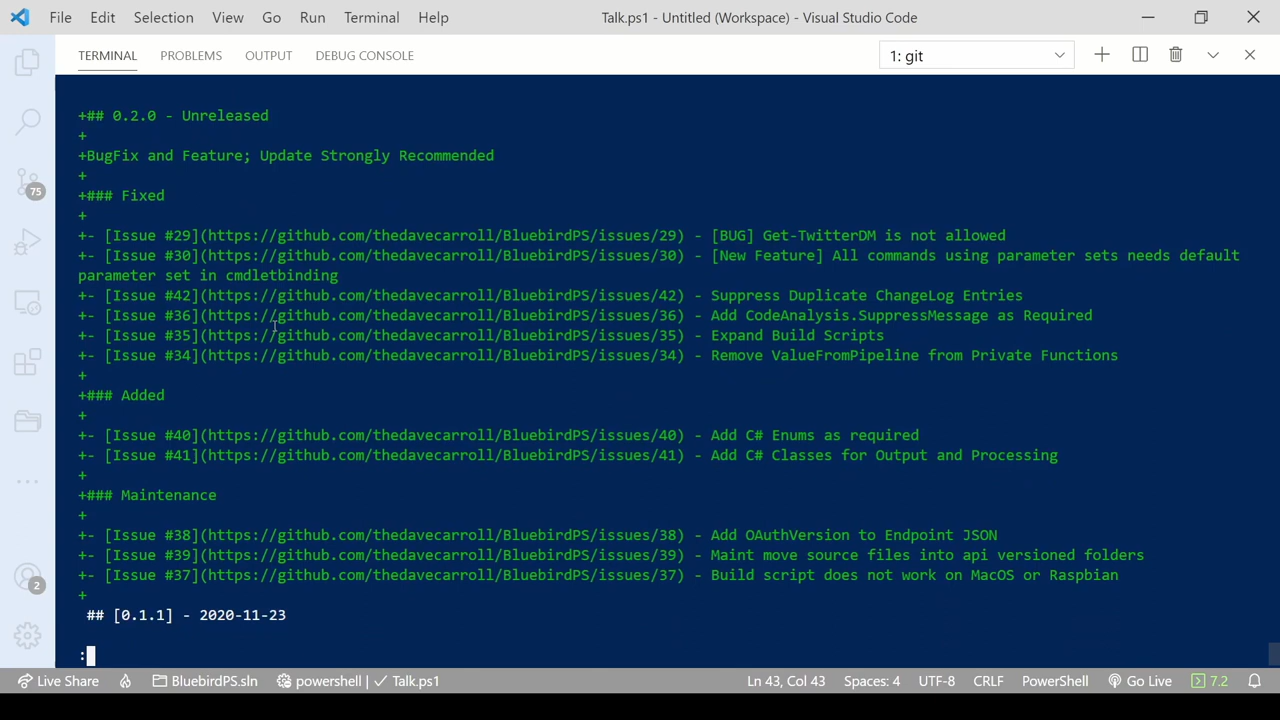 File Edit Selection View Go Run Terminal Help Talk.ps1 - Untitled (Workspace) - Visual Studio Code
TERMINAL PROBLEMS OUTPUT DEBUG CONSOLE 1: git
+## 0.2.0 - Unreleased
+
+BugFix and Feature; Update Strongly Recommended
+
+### Fixed
+
+- [Issue #29](https://github.com/thedavecarroll/BluebirdPS/issues/29) - [BUG] Get-TwitterDM is not allowed
+- [Issue #30](https://github.com/thedavecarroll/BluebirdPS/issues/30) - [New Feature] All commands using parameter sets needs default
parameter set in cmdletbinding
+- [Issue #42](https://github.com/thedavecarroll/BluebirdPS/issues/42) - Suppress Duplicate ChangeLog Entries
+- [Issue #36](https://github.com/thedavecarroll/BluebirdPS/issues/36) - Add CodeAnalysis.SuppressMessage as Required
+- [Issue #35](https://github.com/thedavecarroll/BluebirdPS/issues/35) - Expand Build Scripts
+- [Issue #34](https://github.com/thedavecarroll/BluebirdPS/issues/34) - Remove ValueFromPipeline from Private Functions
+
+### Added
+
+- [Issue #40](https://github.com/thedavecarroll/BluebirdPS/issues/40) - Add C# Enums as required
+- [Issue #41](https://github.com/thedavecarroll/BluebirdPS/issues/41) - Add C# Classes for Output and Processing
+
+### Maintenance
+
+- [Issue #38](https://github.com/thedavecarroll/BluebirdPS/issues/38) - Add OAuthVersion to Endpoint JSON
+- [Issue #39](https://github.com/thedavecarroll/BluebirdPS/issues/39) - Maint move source files into api versioned folders
+- [Issue #37](https://github.com/thedavecarroll/BluebirdPS/issues/37) - Build script does not work on MacOS or Raspbian
+
## [0.1.1] - 2020-11-23
:
75
2
Live Share BluebirdPS.sln powershell | ✓ Talk.ps1 Ln 43, Col 43 Spaces: 4 UTF-8 CRLF PowerShell Go Live 7.2